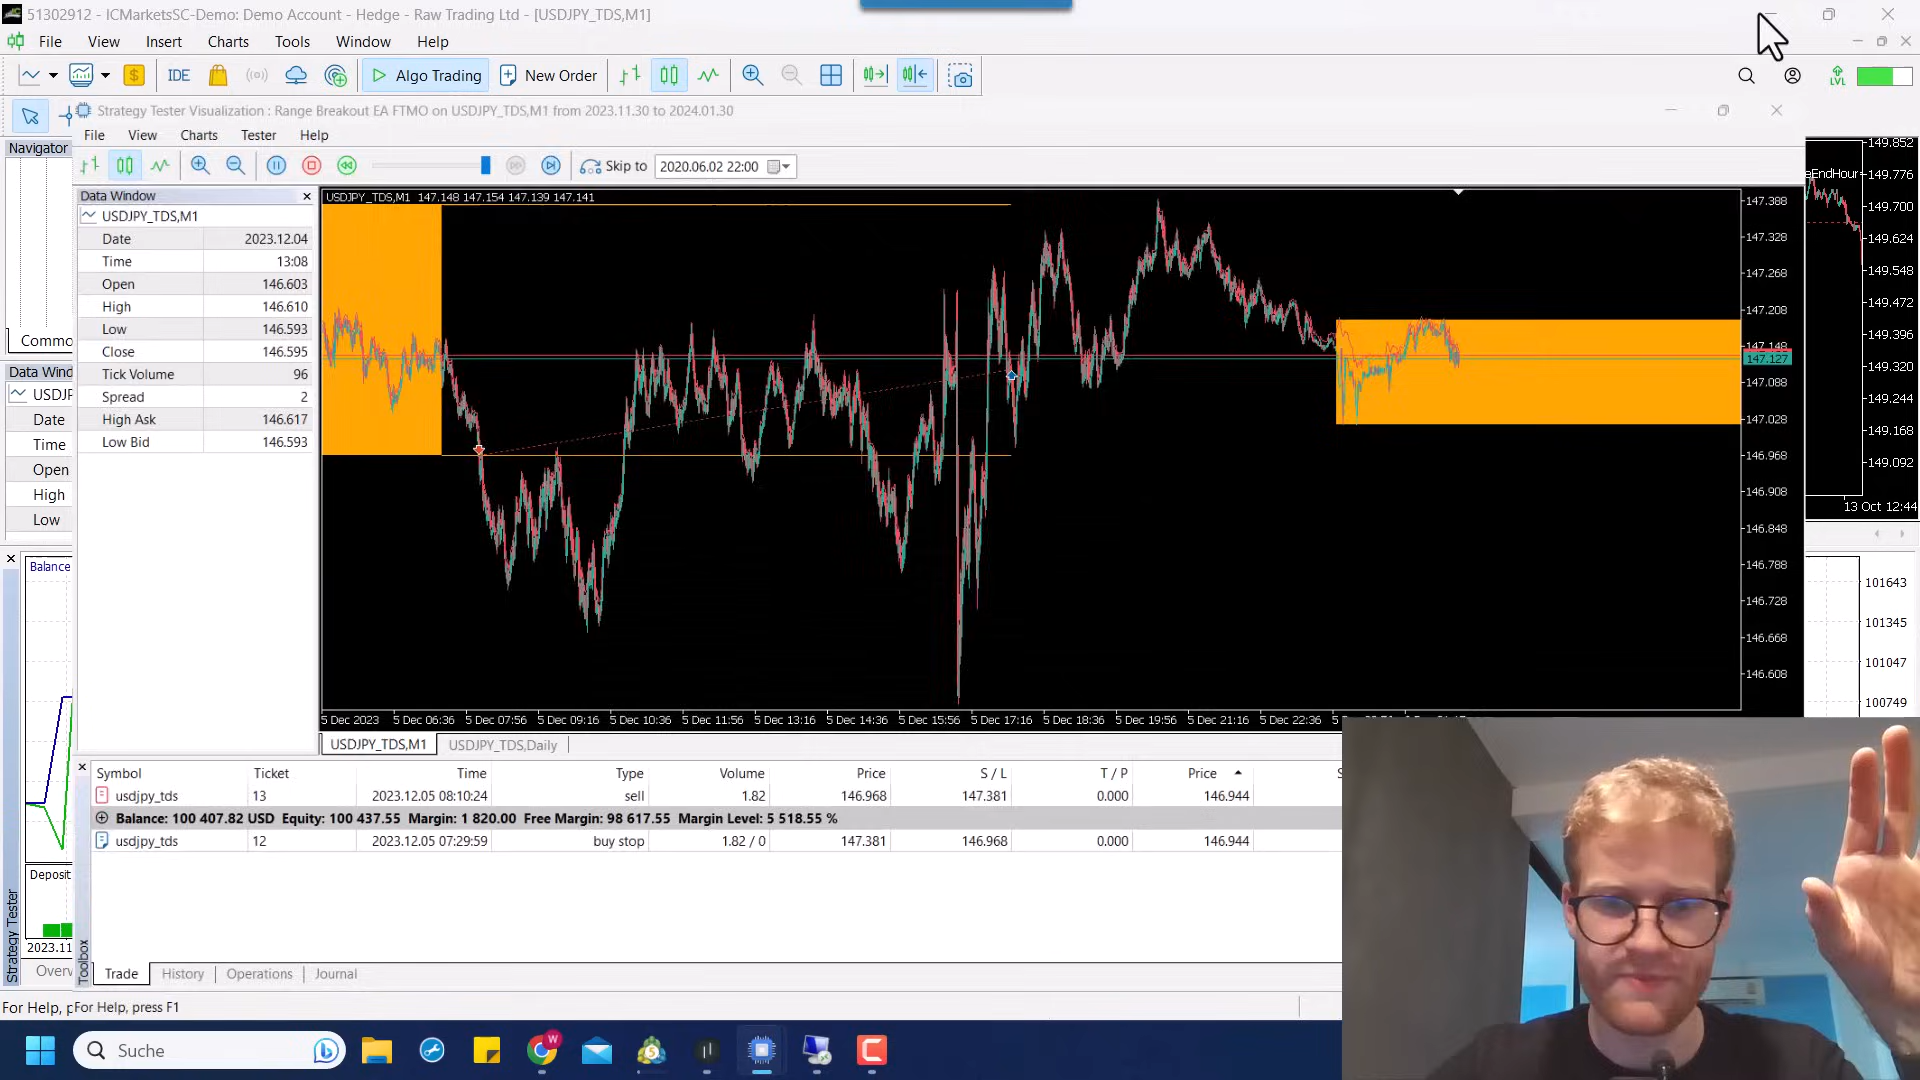 51302912 - ICMarketsSC-Demo: Demo Account - Hedge - Raw Trading Ltd - [USDJPY_TDS,M1]
File View Insert Charts Tools Window Help
IDE Algo Trading New Order
LVL
Strategy Tester Visualization : Range Breakout EA FTMO on USDJPY_TDS,M1 from 2023.11.30 to 2024.01.30
File View Charts Tester Help
Skip to 2020.06.02 22:00
Navigator
Commo
Data Wind
USDJP
Date
Time
Open
High
Low
Data Window
USDJPY_TDS,M1
Date 2023.12.04
Time 13:08
Open 146.603
High 146.610
Low 146.593
Close 146.595
Tick Volume 96
Spread 2
High Ask 146.617
Low Bid 146.593
USDJPY_TDS,M1 147.148 147.154 147.139 147.141
147.388
147.328
147.268
147.208
147.148
147.127
147.088
147.028
146.968
146.908
146.848
146.788
146.728
146.668
146.608
5 Dec 2023 5 Dec 06:36 5 Dec 07:56 5 Dec 09:16 5 Dec 10:36 5 Dec 11:56 5 Dec 13:16 5 Dec 14:36 5 Dec 15:56 5 Dec 17:16 5 Dec 18:36 5 Dec 19:56 5 Dec 21:16 5 Dec 22:36
eEndHour
149.852
149.776
149.700
149.624
149.548
149.472
149.396
149.320
149.244
149.168
149.092
13 Oct 12:44
USDJPY_TDS,M1 USDJPY_TDS,Daily
Symbol Ticket Time Type Volume Price S / L T / P Price
usdjpy_tds 13 2023.12.05 08:10:24 sell 1.82 146.968 147.381 0.000 146.944
Balance: 100 407.82 USD Equity: 100 437.55 Margin: 1 820.00 Free Margin: 98 617.55 Margin Level: 5 518.55 %
usdjpy_tds 12 2023.12.05 07:29:59 buy stop 1.82 / 0 147.381 146.968 0.000 146.944
Trade History Operations Journal
Toolbox
Balance
Deposit
2023.11
Overv
Strategy Tester
101643
101345
101047
100749
For Help, p
For Help, press F1
Suche
W